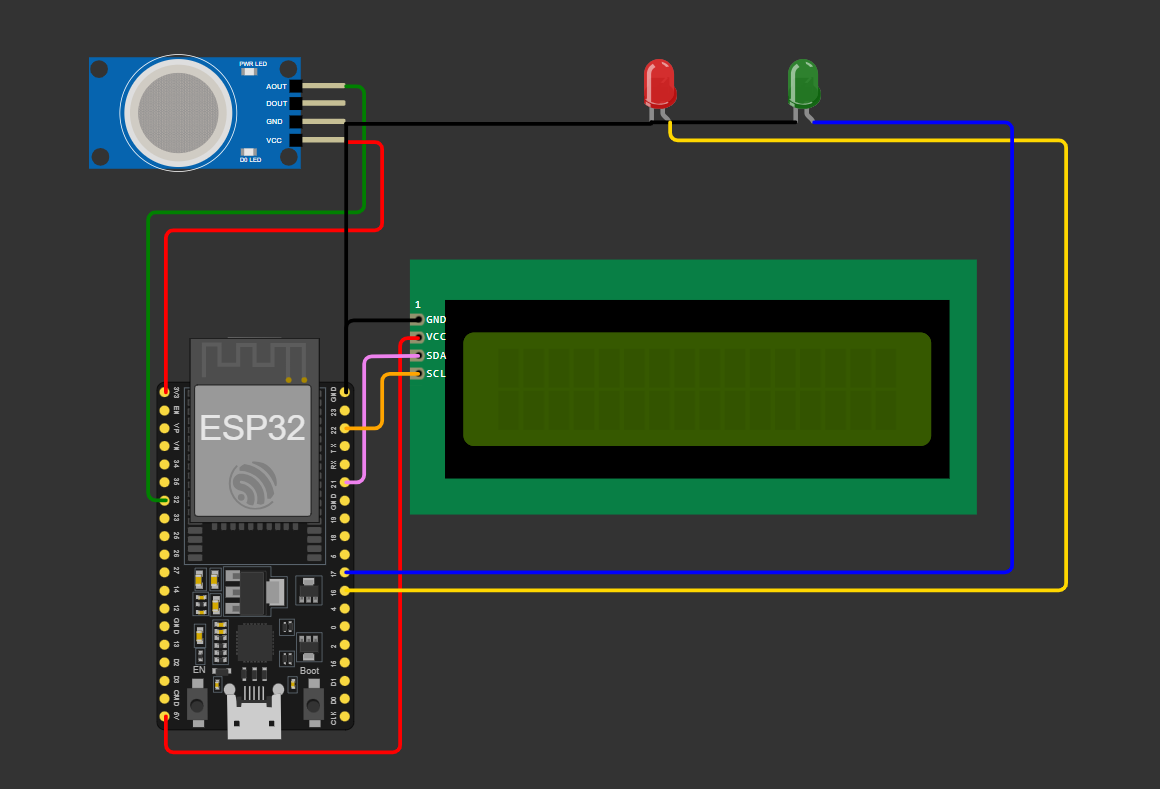 PWR LED
AOUT
DOUT
GND
VCC
D0 LED
1
GND
VCC
SDA
SCL
ESP32
3V3
EN
VP
VN
34
32
33
25
26
27
14
12
GND
13
D2
D3
CMD
5V
GND
23
22
TX
RX
21
GND
19
18
5
17
16
4
0
2
D1
D0
CLK
EN
Boot